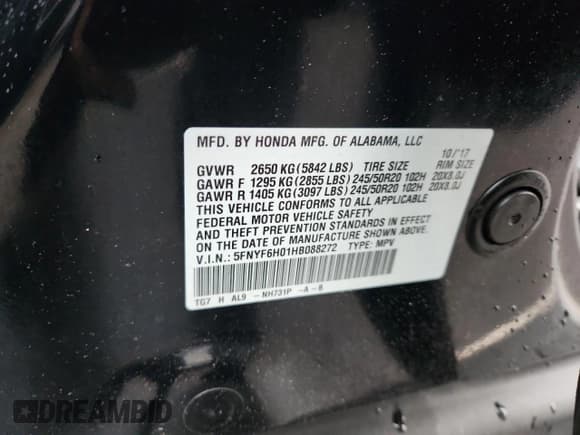 MFD. BY HONDA MFG. OF ALABAMA, LLC
10/'17
GVWR 2650 KG (5842 LBS) TIRE SIZE RIM SIZE
GAWR F 1295 KG (2855 LBS) 245/50R20 102H 20X8.0J
GAWR R 1405 KG (3097 LBS) 245/50R20 102H 20X8.0J
THIS VEHICLE CONFORMS TO ALL APPLICABLE
FEDERAL MOTOR VEHICLE SAFETY
AND THEFT PREVENTION STANDARDS IN EFFECT
ON THE DATE OF MANUFACTURE SHOWN ABOVE.
V.I.N.: 5FNYF6H01HB088272 TYPE: MPV
TG7 H AL9 -NH731P -A-B
DREAMBID